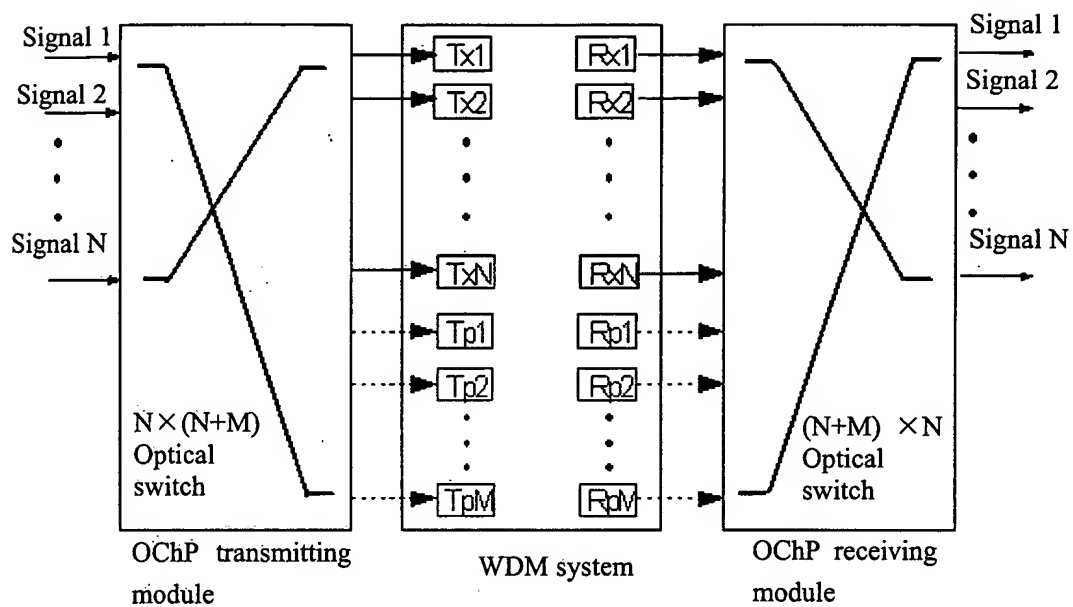 Signal 1
Signal 2
Signal N
N×(N+M)
Optical
switch
OChP transmitting
module
Tx1
Tx2
TxN
Tp1
Tp2
TpM
Rx1
Rx2
RxN
Rp1
Rp2
RpM
WDM system
(N+M) ×N
Optical
switch
OChP receiving
module
Signal 1
Signal 2
Signal N